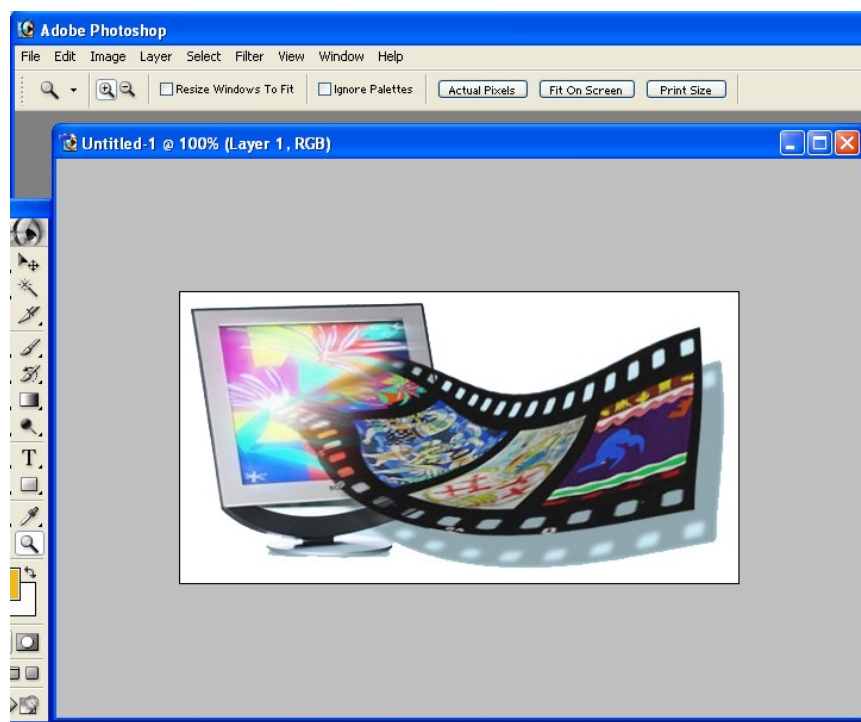 Adobe Photoshop
File Edit Image Layer Select Filter View Window Help
Resize Windows To Fit Ignore Palettes Actual Pixels Fit On Screen Print Size
Untitled-1 @ 100% (Layer 1, RGB)
T